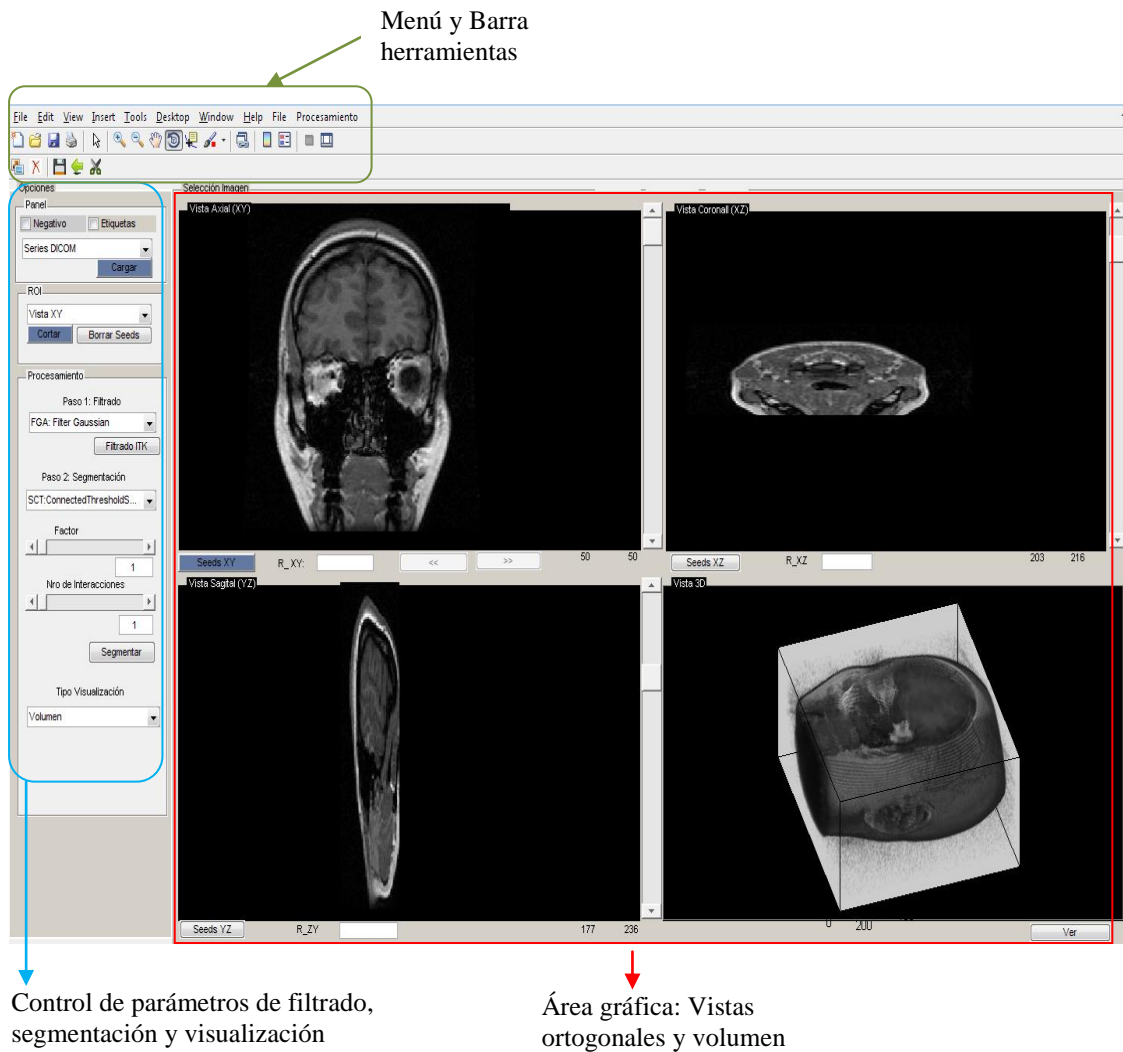 Menú y Barra
herramientas
File Edit View Insert Tools Desktop Window Help File Procesamiento
Opciones
Panel
Negativo Etiquetas
Series DICOM
Cargar
ROI
Vista XY
Cortar Borrar Seeds
Procesamiento
Paso 1: Filtrado
FGA: Filter Gaussian
Filtrado ITK
Paso 2: Segmentación
SCT:ConnectedThresholdS...
Factor
1
Nro de Interacciones
1
Segmentar
Tipo Visualización
Volumen
Selección Imagen
Vista Axial (XY)
Vista Coronall (XZ)
Seeds XY R_XY: << >> 50 50
Seeds XZ R_XZ 203 216
Vista Sagital (YZ)
Vista 3D
Seeds YZ R_ZY 177 236
0 200
Ver
Control de parámetros de filtrado,
segmentación y visualización
Área gráfica: Vistas
ortogonales y volumen